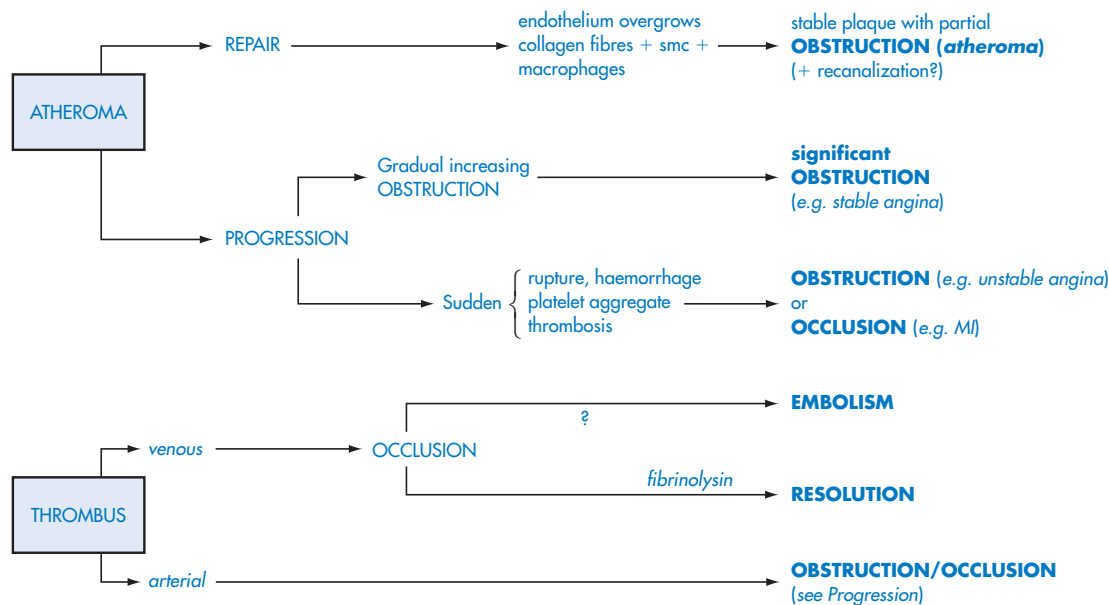 ATHEROMA
REPAIR
endothelium overgrows
collagen fibres + smc +
macrophages
stable plaque with partial
OBSTRUCTION (atheroma)
(+ recanalization?)
PROGRESSION
Gradual increasing
OBSTRUCTION
significant
OBSTRUCTION
(e.g. stable angina)
Sudden
rupture, haemorrhage
platelet aggregate
thrombosis
OBSTRUCTION (e.g. unstable angina)
or
OCCLUSION (e.g. MI)
THROMBUS
venous
OCCLUSION
?
EMBOLISM
fibrinolysin
RESOLUTION
arterial
OBSTRUCTION/OCCLUSION
(see Progression)